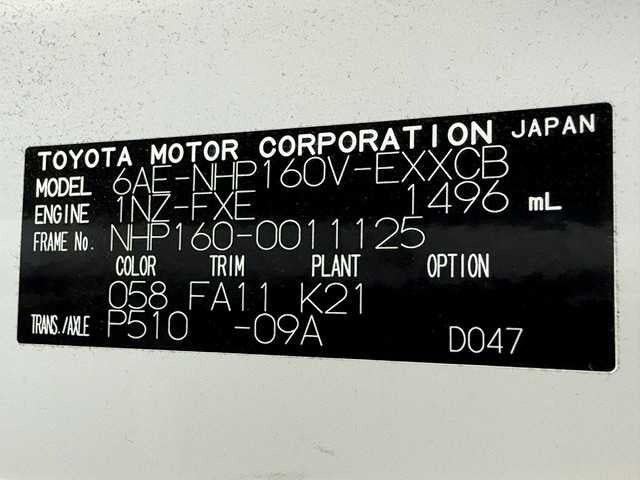 TOYOTA MOTOR CORPORATION JAPAN
MODEL 6AE-NHP160V-EXXCB
ENGINE 1NZ-FXE 1496 mL
FRAME No. NHP160-0011125
COLOR TRIM PLANT OPTION
058 FA11 K21
TRANS./AXLE P510 -09A D047